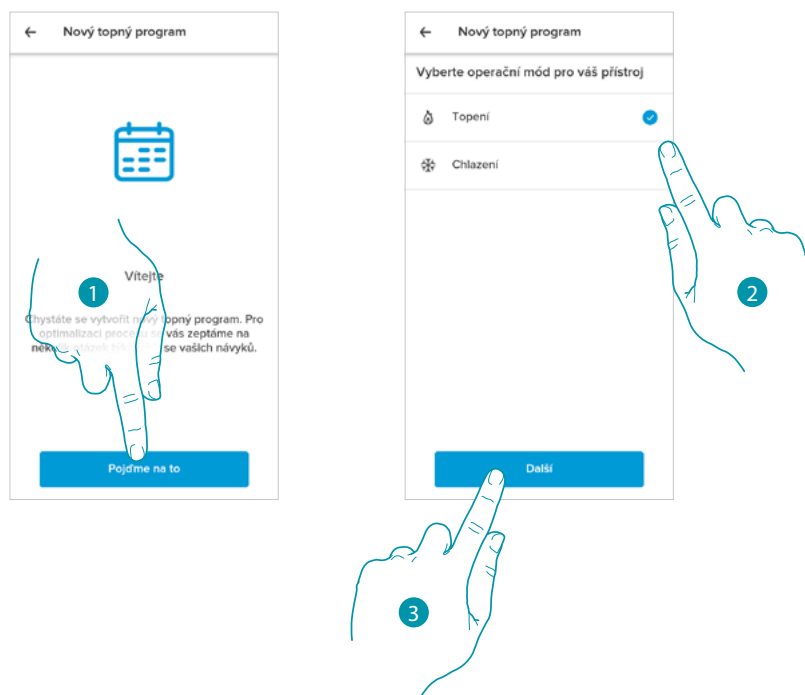 Nový topný program
Vítejte
1
Chystáte se vytvořit nový topný program. Pro
optimalizaci procesu se vás zeptáme na
se vašich návyků.
Pojďme na to
Nový topný program
Vyberte operační mód pro váš přístroj
Topení
Chlazení
2
Další
3